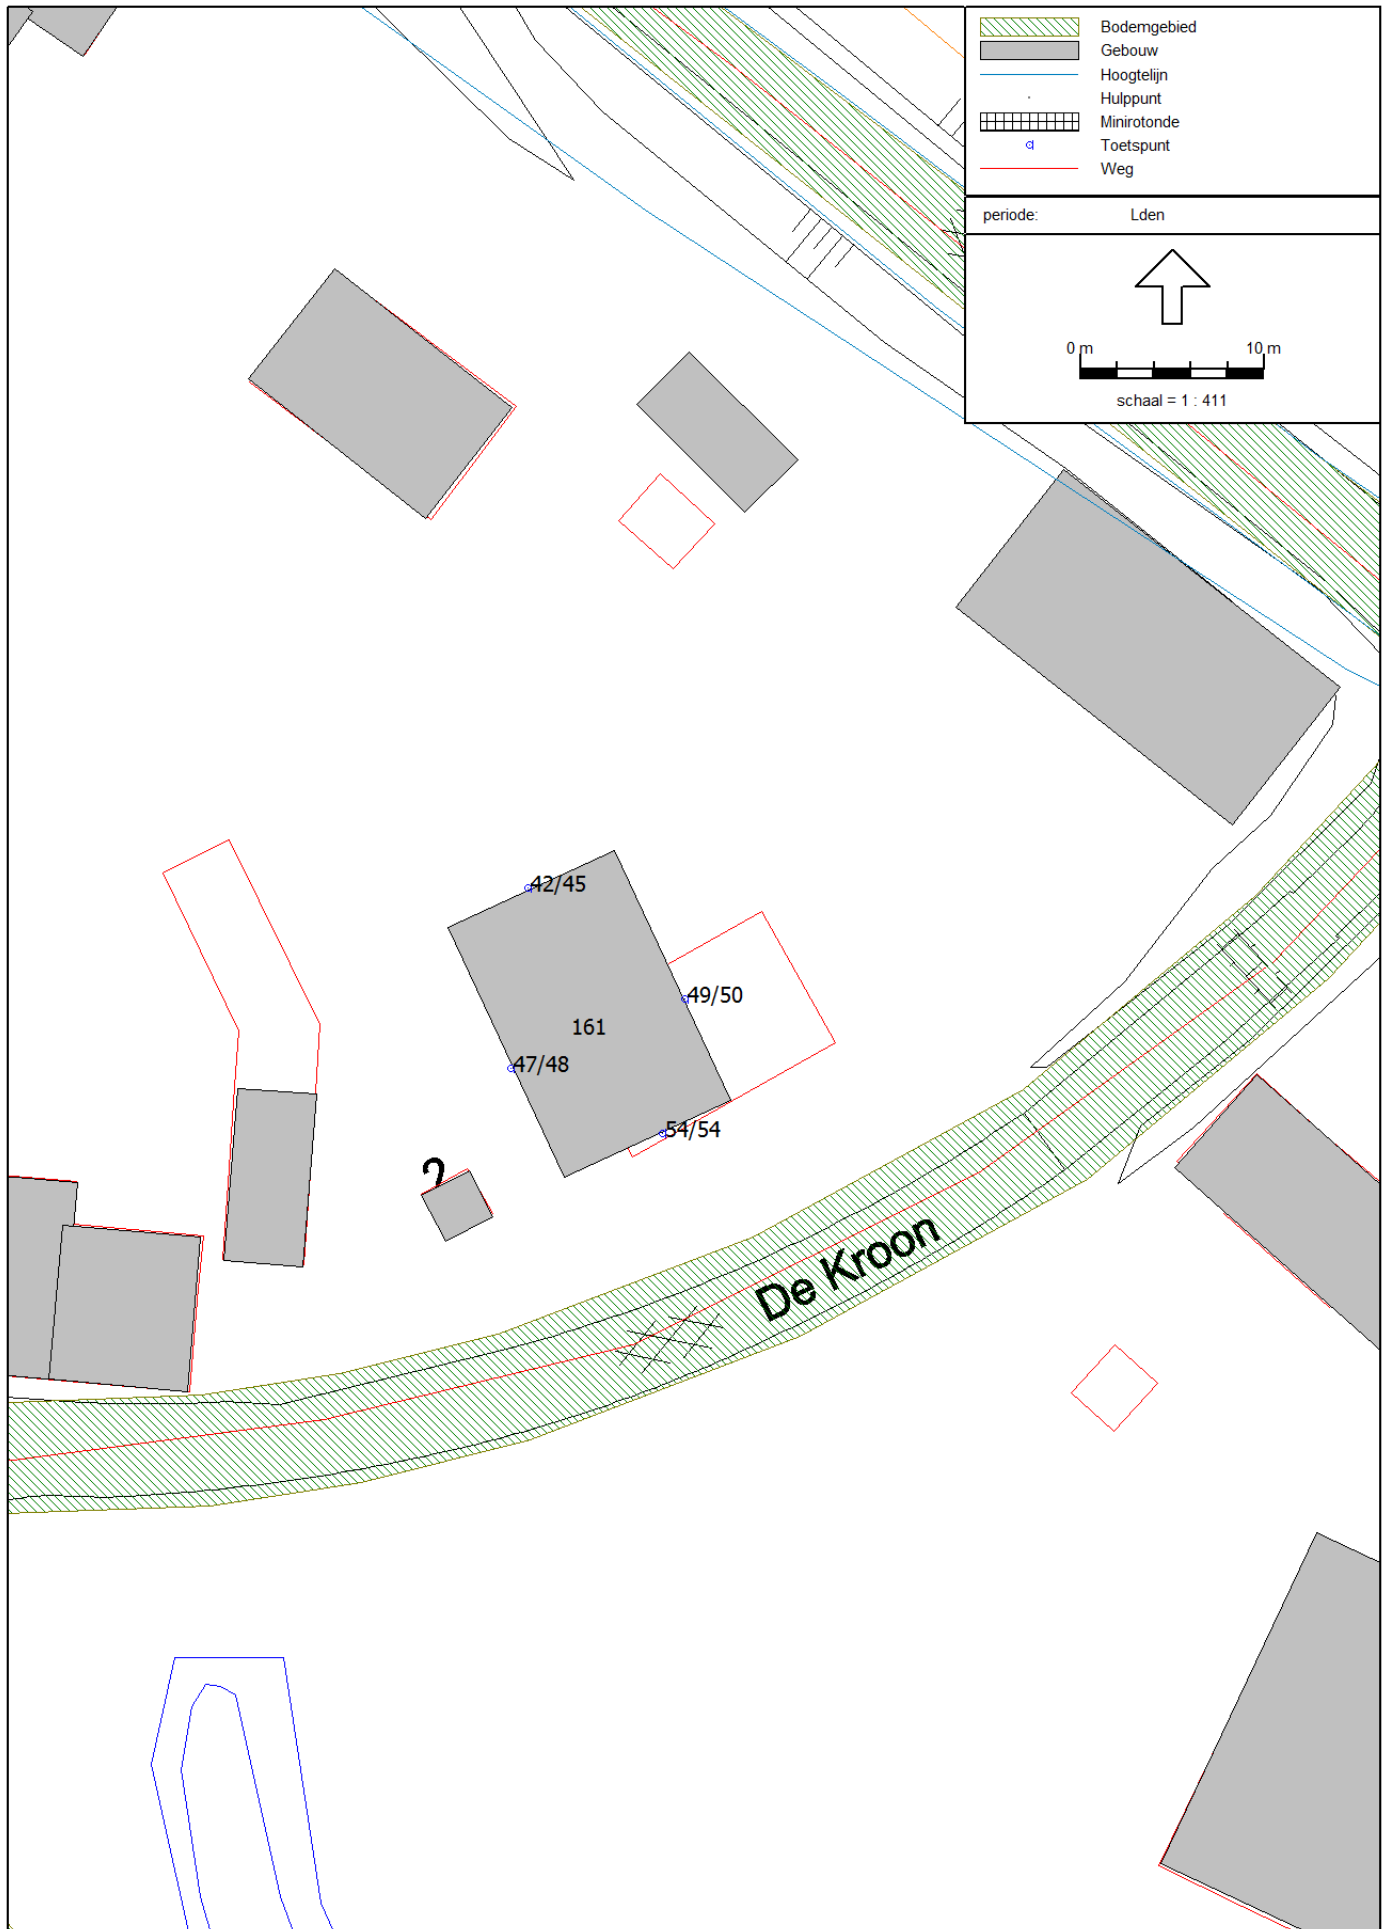 Bodemgebied
Gebouw
Hoogtelijn
Hulppunt
Minirotonde
Toetspunt
Weg
periode: Lden
0 m 10 m
schaal = 1 : 411
42/45
49/50
161
47/48
54/54
2
De Kroon